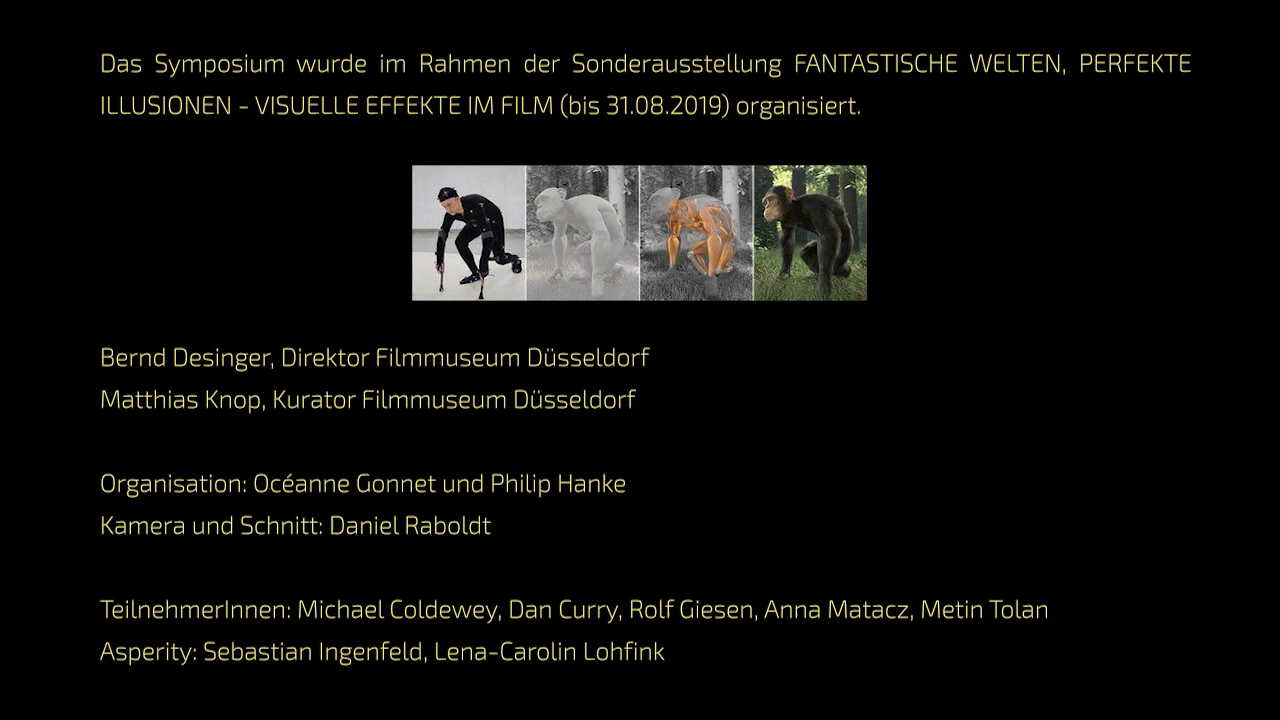 Das Symposium wurde im Rahmen der Sonderausstellung FANTASTISCHE WELTEN, PERFEKTE
ILLUSIONEN - VISUELLE EFFEKTE IM FILM (bis 31.08.2019) organisiert.
Bernd Desinger, Direktor Filmmuseum Düsseldorf
Matthias Knop, Kurator Filmmuseum Düsseldorf
Organisation: Océanne Gonnet und Philip Hanke
Kamera und Schnitt: Daniel Raboldt
TeilnehmerInnen: Michael Coldewey, Dan Curry, Rolf Giesen, Anna Matacz, Metin Tolan
Asperity: Sebastian Ingenfeld, Lena-Carolin Lohfink